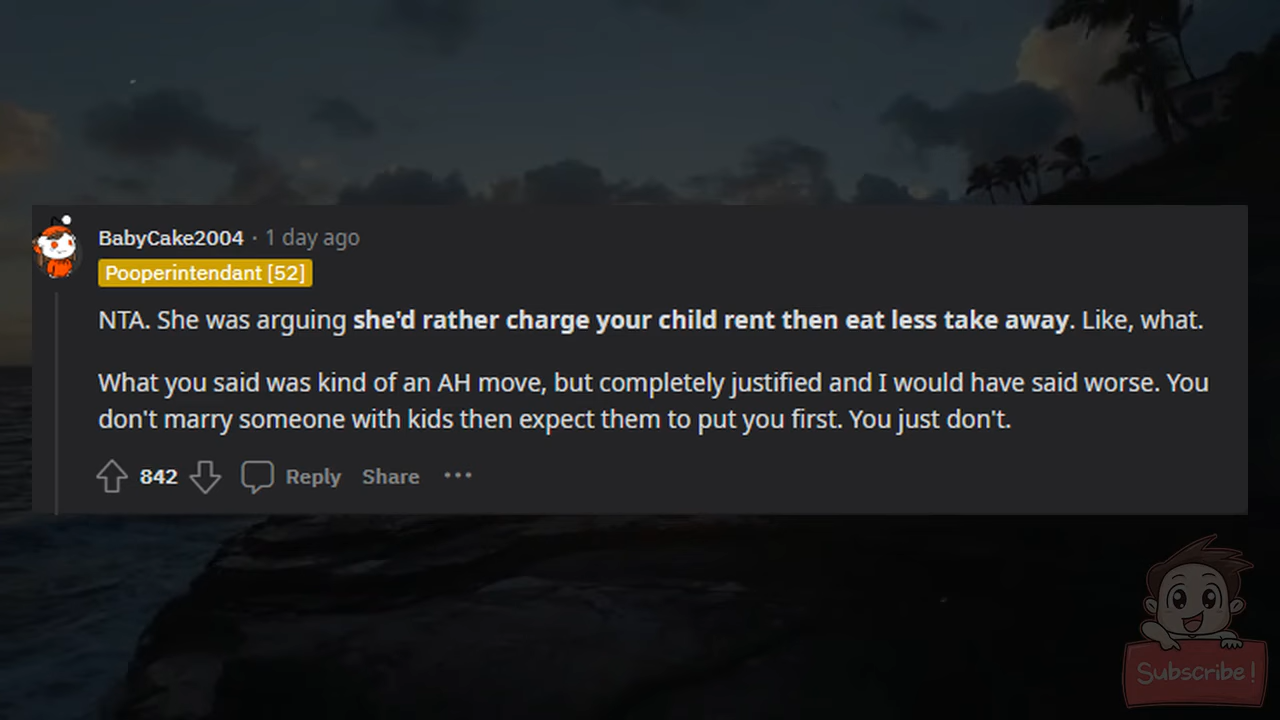 BabyCake2004 · 1 day ago
Pooperintendant [52]
NTA. She was arguing she'd rather charge your child rent then eat less take away. Like, what.
What you said was kind of an AH move, but completely justified and I would have said worse. You
don't marry someone with kids then expect them to put you first. You just don't.
842 Reply Share ···
Subscribe!